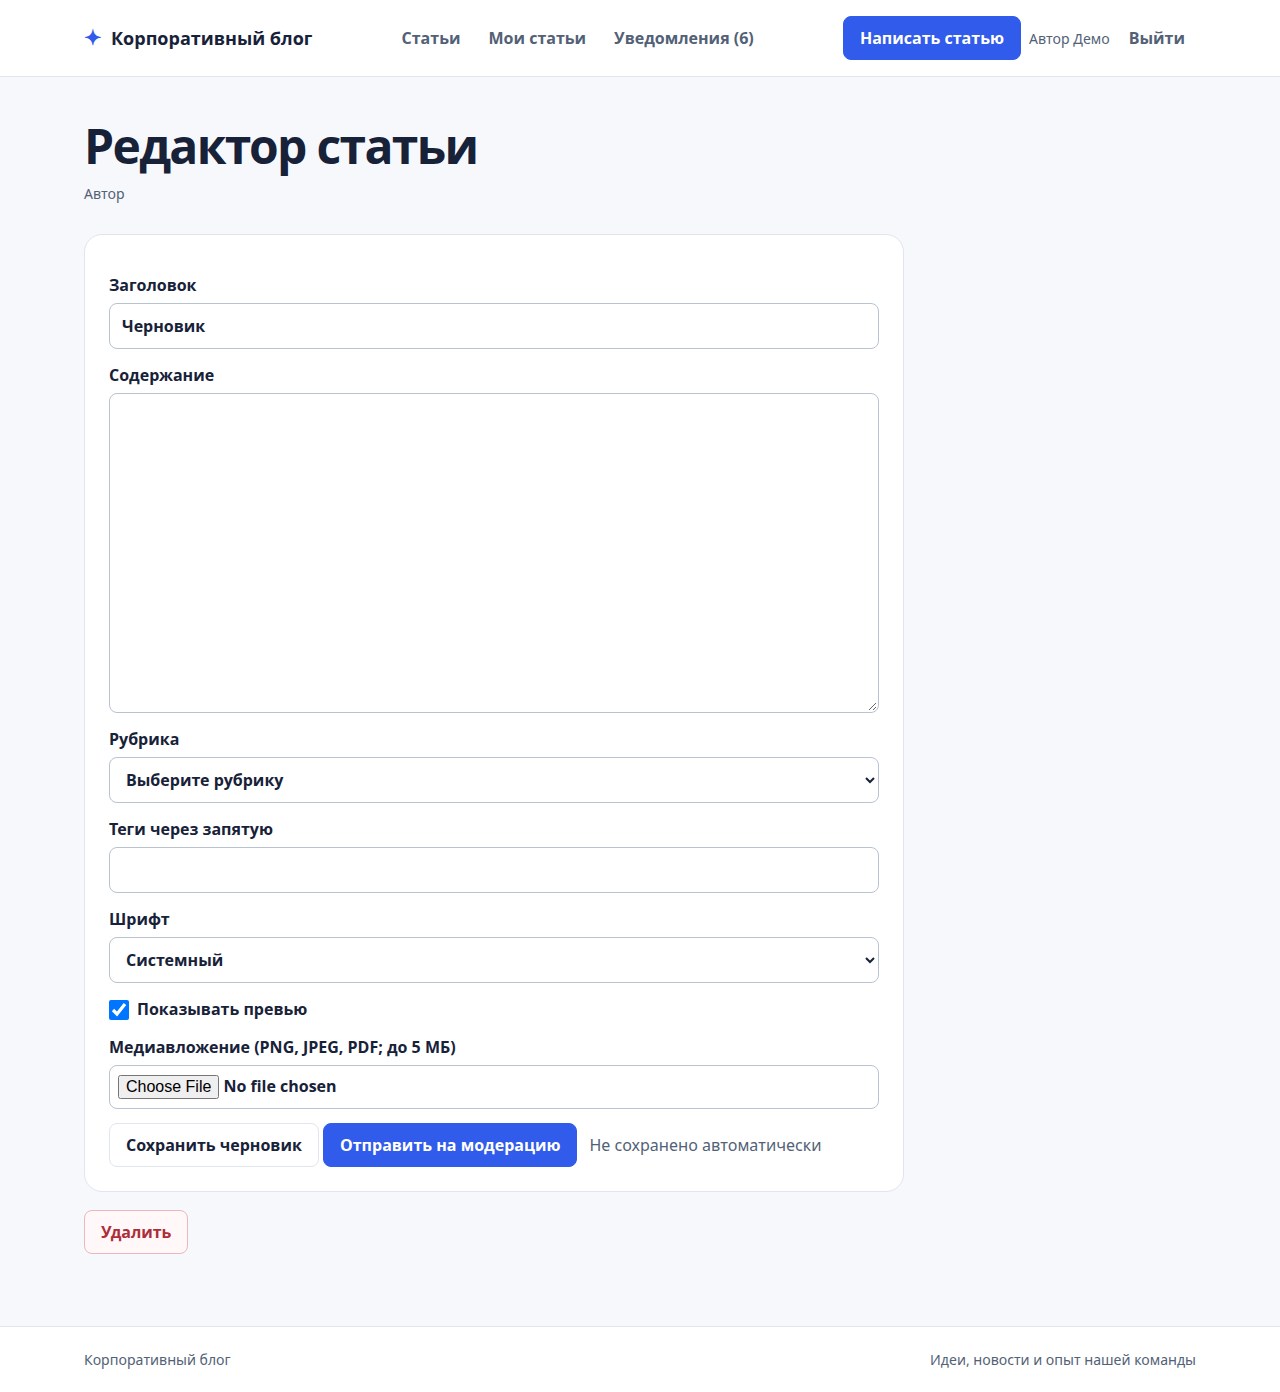 ✦ Корпоративный блог
Статьи
Мои статьи
Уведомления (6)
Написать статью
Автор Демо
Выйти
Редактор статьи
Автор
Заголовок
Черновик
Содержание
Рубрика
Выберите рубрику
Теги через запятую
Шрифт
Системный
Показывать превью
Медиавложение (PNG, JPEG, PDF; до 5 МБ)
Choose File No file chosen
Сохранить черновик
Отправить на модерацию
Не сохранено автоматически
Удалить
Корпоративный блог
Идеи, новости и опыт нашей команды